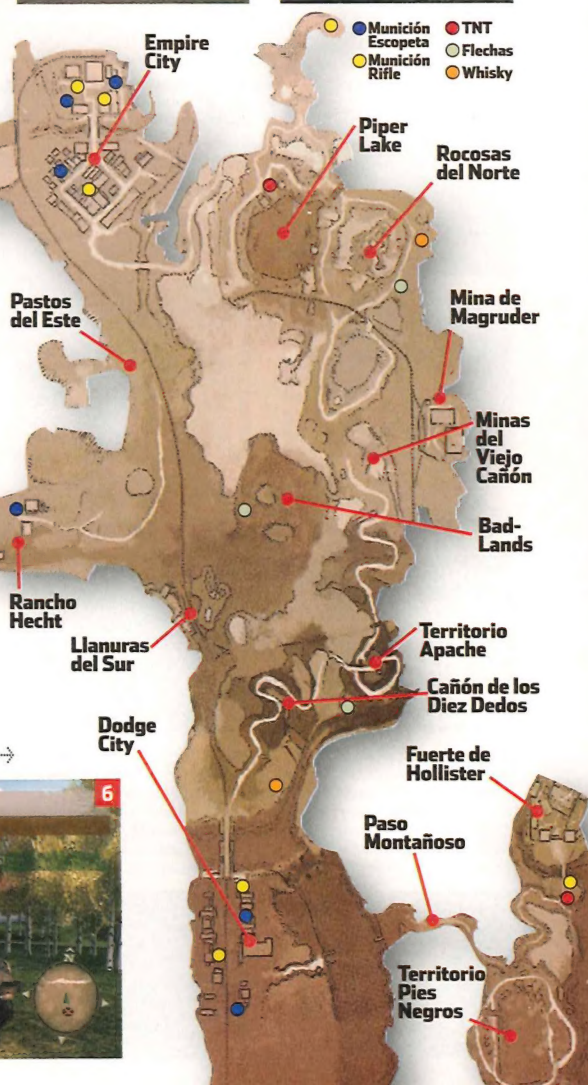 Munición
Escopeta
Munición
Rifle
TNT
Flechas
Whisky
Empire
City
Piper
Lake
Rocosas
del Norte
Pastos
del Este
Mina de
Magruder
Minas
del
Viejo
Cañón
Bad-
Lands
Rancho
Hecht
Llanuras
del Sur
Territorio
Apache
Cañón de los
Diez Dedos
Dodge
City
Fuerte de
Hollister
Paso
Montañoso
6
N
Territorio
Pies
Negros